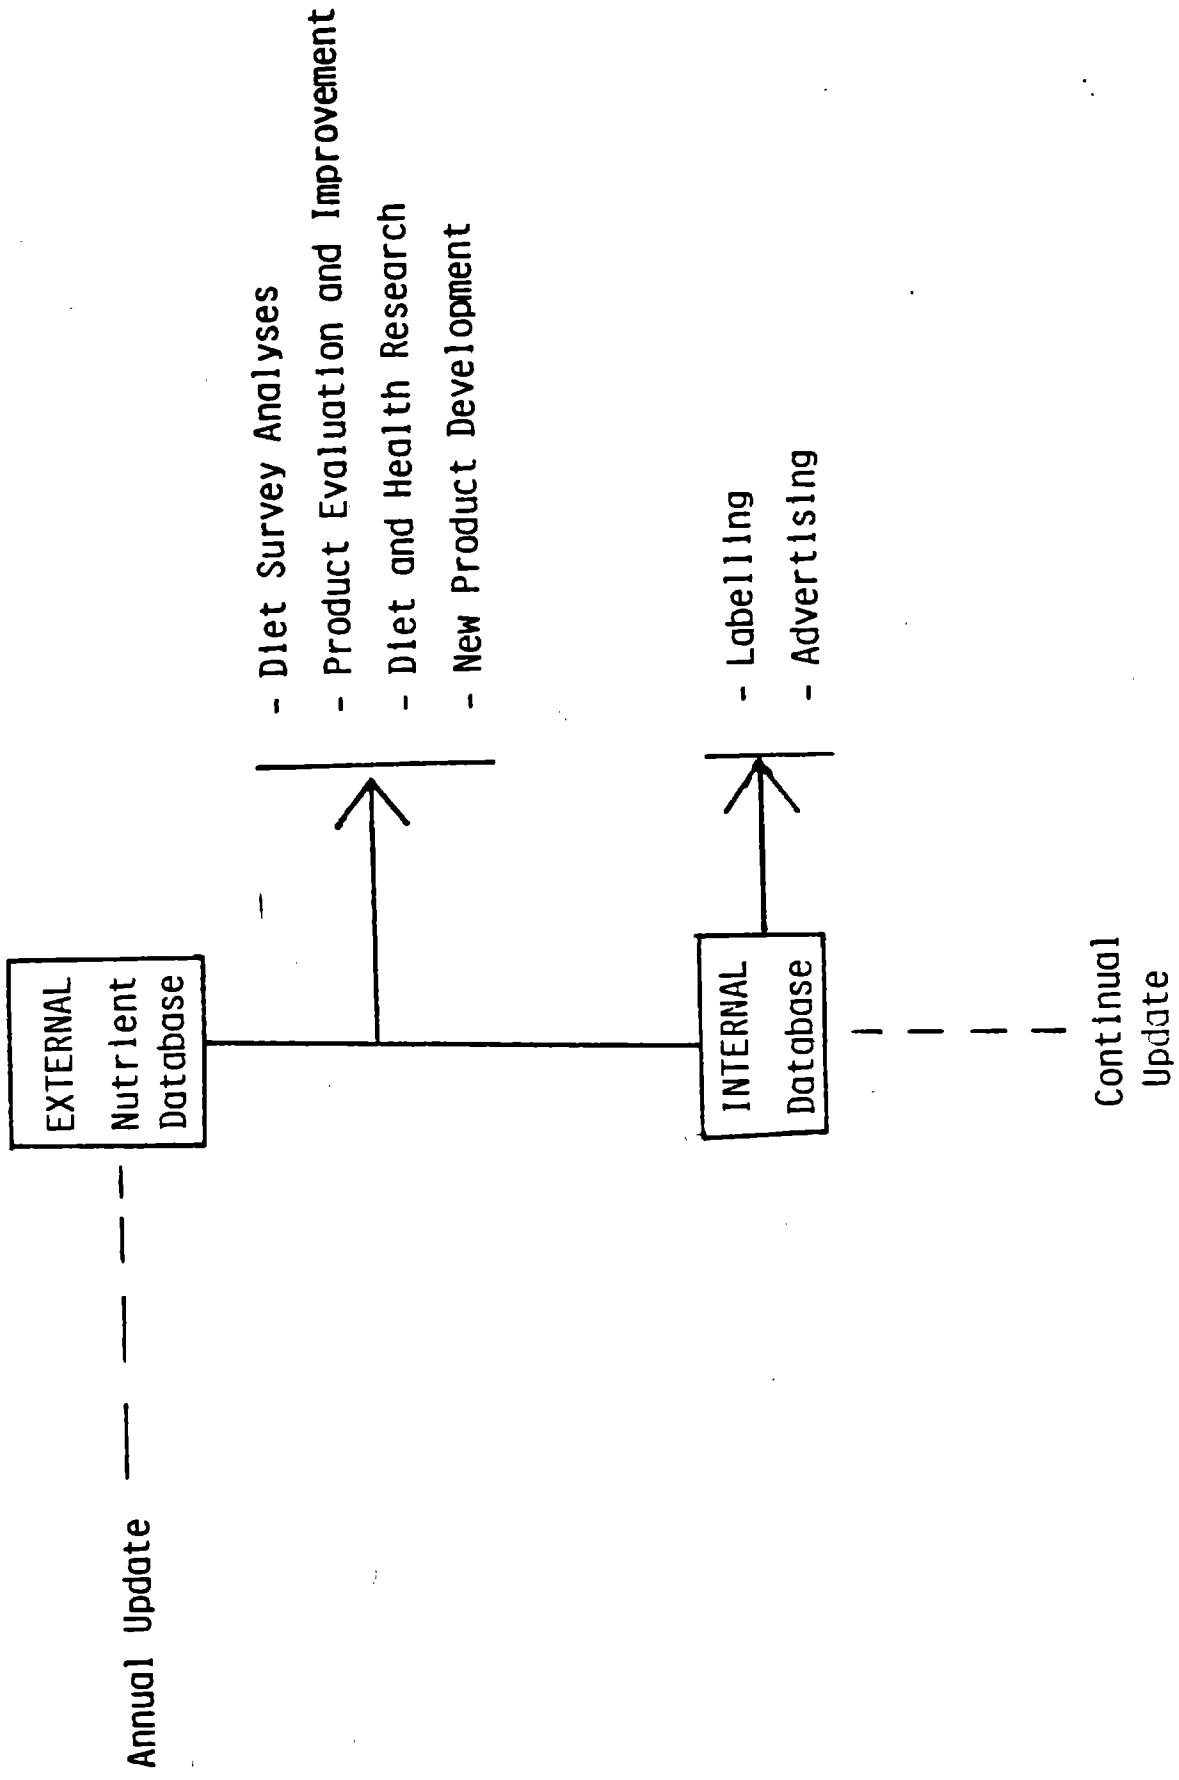 Annual Update
EXTERNAL
Nutrient
Database
- Diet Survey Analyses
- Product Evaluation and Improvement
- Diet and Health Research
- New Product Development
INTERNAL
Database
- Labelling
- Advertising
Continual
Update